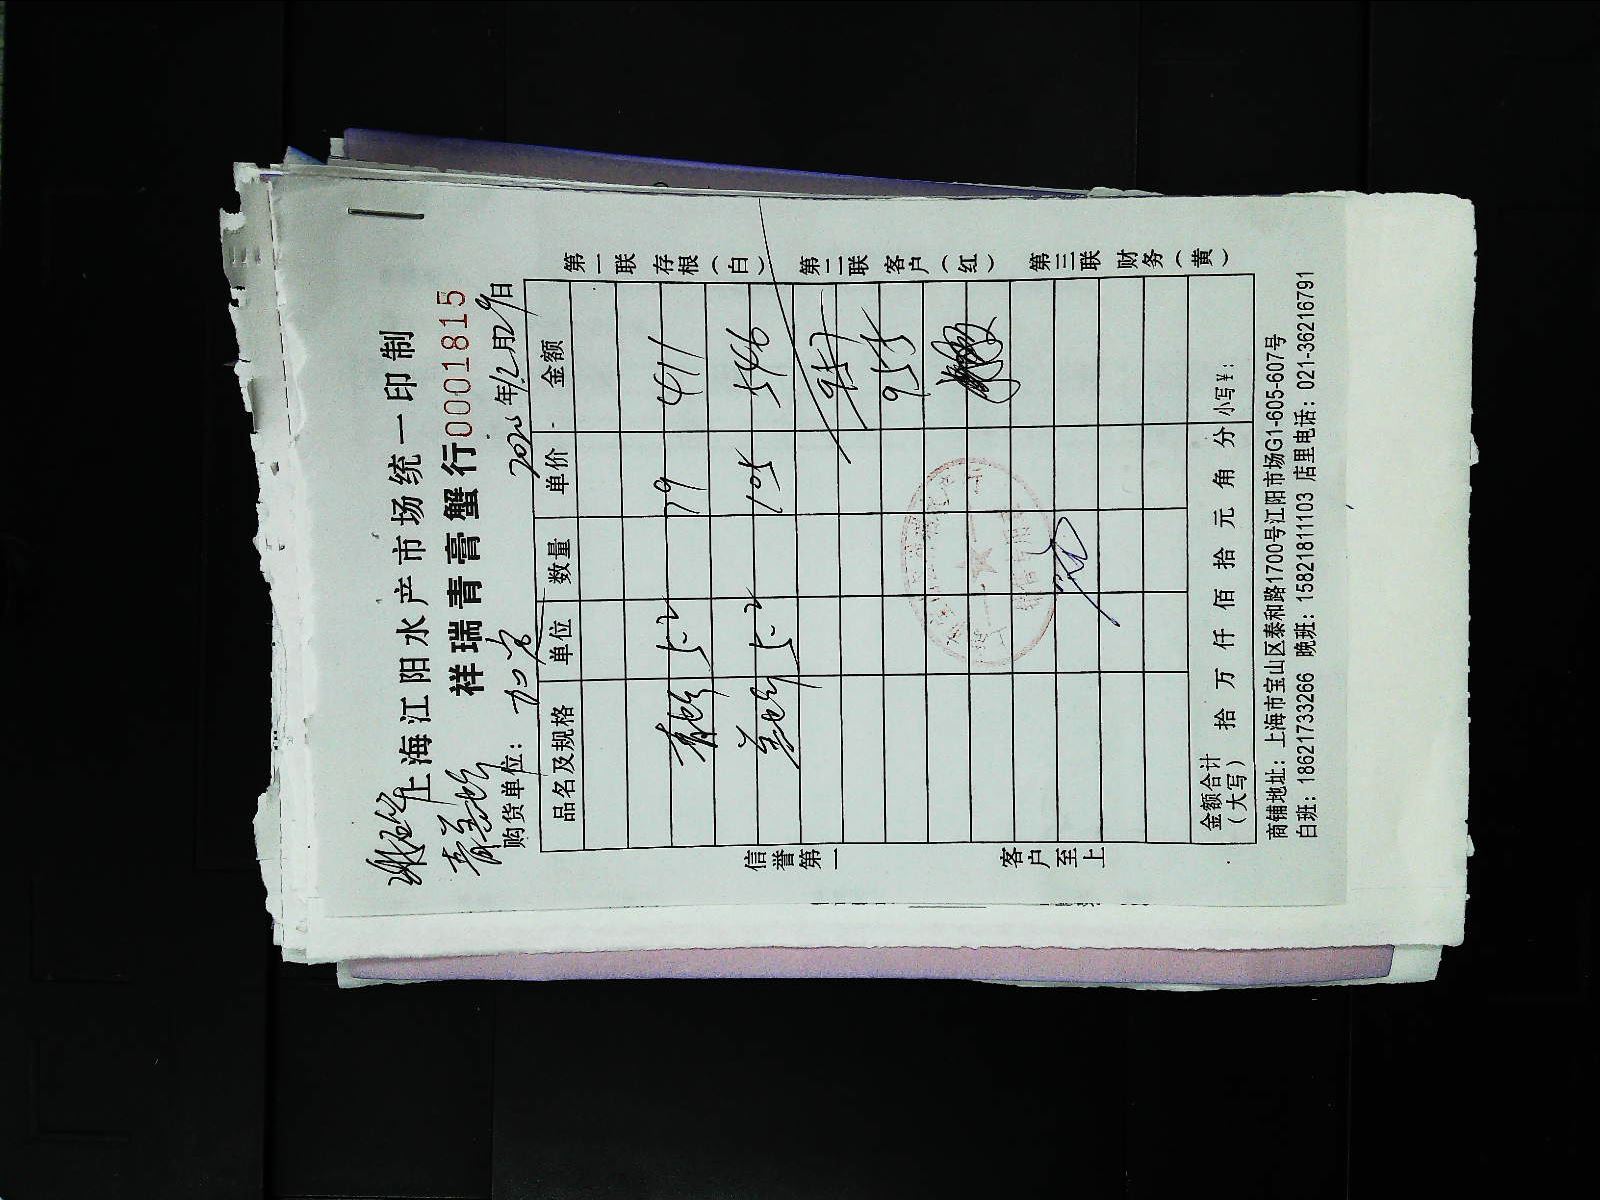 上海江阳水产市场统一印制
祥瑞青膏蟹行0001815
购货单位：
年12月29日
品名及规格 单位 数量 单价 金额
5.2 79 411
5.2 105 546
957
955
金额合计（大写） 拾 万 仟 佰 拾 元 角 分 小写¥：
商铺地址：上海市宝山区泰和路1700号江阳市场G1-605-607号
白班：18621733266 晚班：15821811103 店里电话：021-36216791
信誉第一
客户至上
第一联 存根（白）
第二联 客户（红）
第三联 财务（黄）